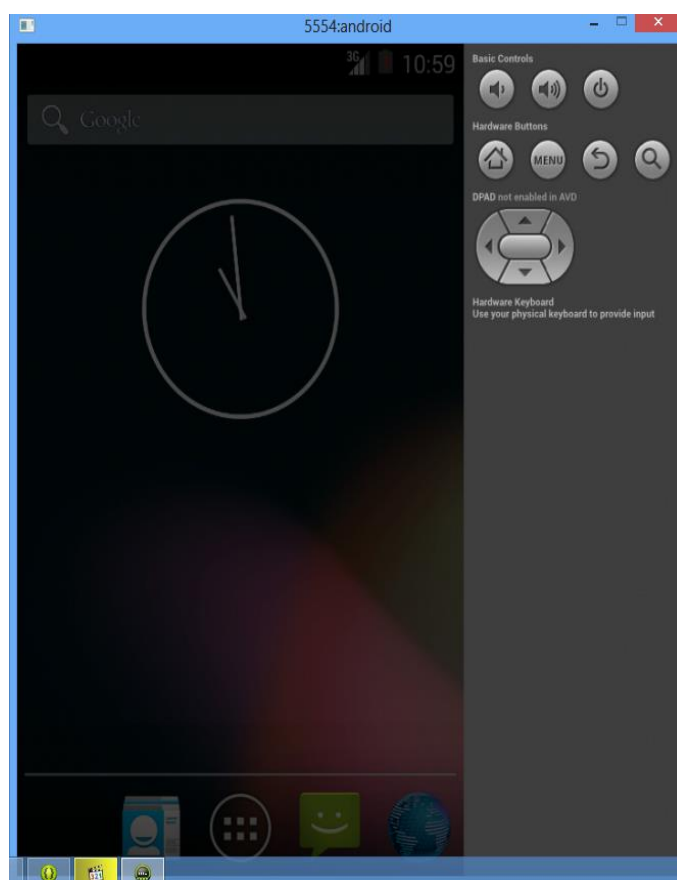 5554:android
3G 10:59
Google
Basic Controls
Hardware Buttons
MENU
DPAD not enabled in AVD
Hardware Keyboard
Use your physical keyboard to provide input